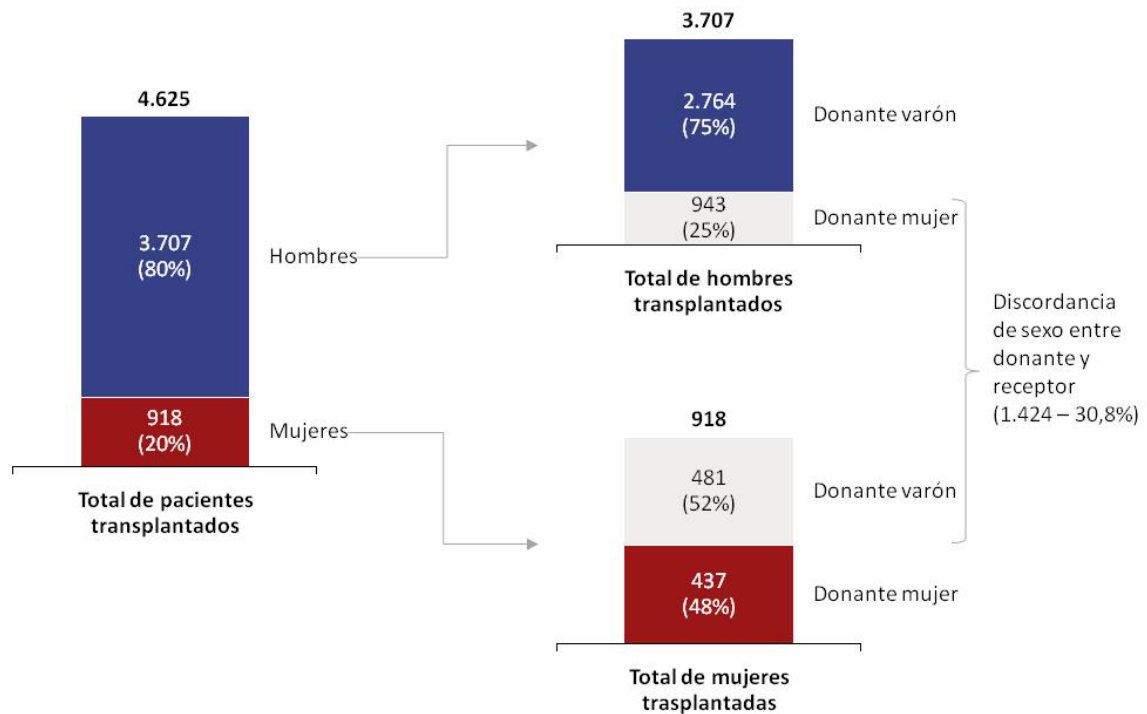 4.625
3.707
(80%)
Hombres
918
(20%)
Mujeres
Total de pacientes
transplantados
3.707
2.764
(75%)
Donante varón
943
(25%)
Donante mujer
Total de hombres
transplantados
918
481
(52%)
Donante varón
437
(48%)
Donante mujer
Total de mujeres
trasplantadas
Discordancia
de sexo entre
donante y
receptor
(1.424 – 30,8%)